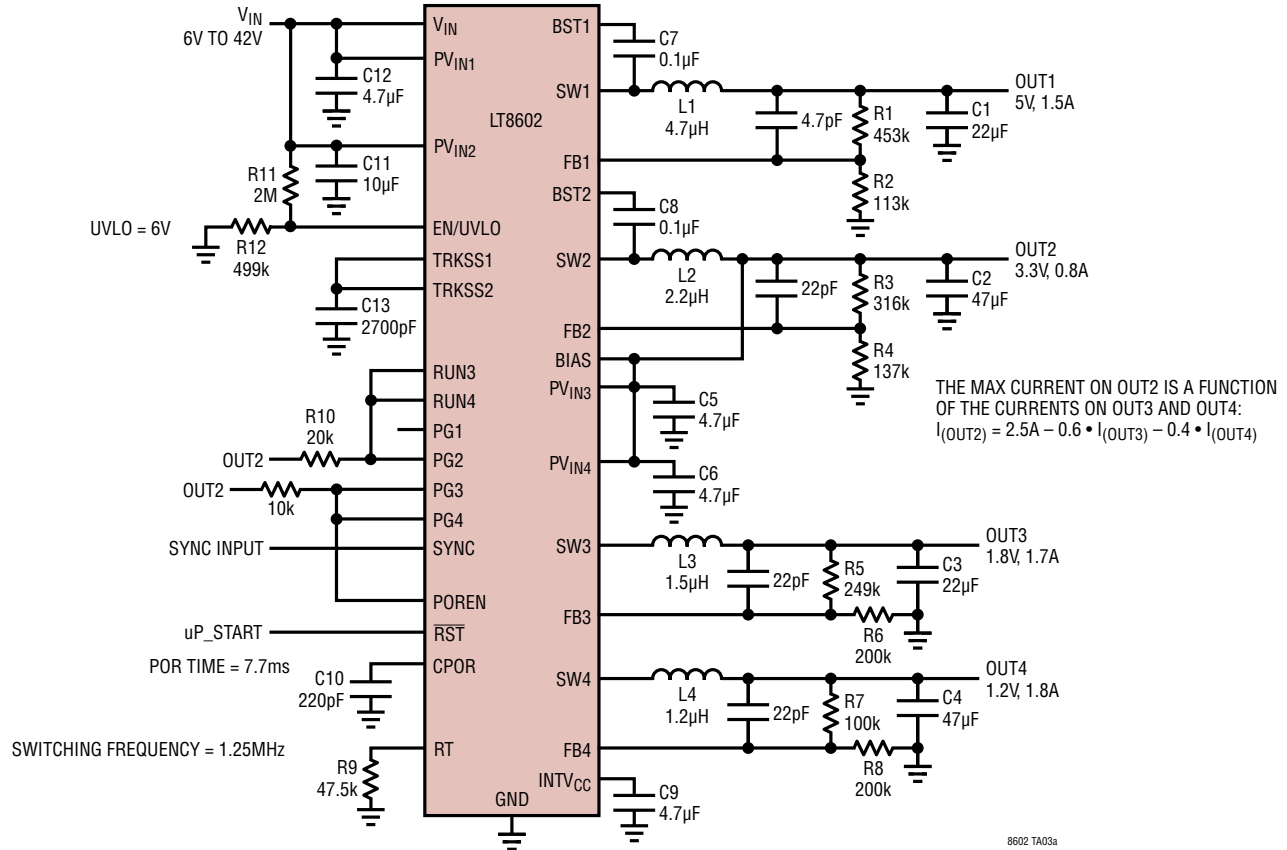 VIN
6V TO 42V
VIN
BST1
C7
0.1µF
PVIN1
C12
4.7µF
SW1
L1
4.7µH
4.7pF
R1
453k
C1
22µF
OUT1
5V, 1.5A
LT8602
PVIN2
C11
10µF
R11
2M
FB1
R2
113k
BST2
C8
0.1µF
UVLO = 6V
R12
499k
EN/UVLO
TRKSS1
SW2
L2
2.2µH
22pF
R3
316k
C2
47µF
OUT2
3.3V, 0.8A
TRKSS2
C13
2700pF
FB2
R4
137k
BIAS
RUN3
PVIN3
C5
4.7µF
THE MAX CURRENT ON OUT2 IS A FUNCTION
OF THE CURRENTS ON OUT3 AND OUT4:
I(OUT2) = 2.5A – 0.6 • I(OUT3) – 0.4 • I(OUT4)
RUN4
PG1
R10
20k
OUT2
PG2
PVIN4
C6
4.7µF
OUT2
10k
PG3
PG4
SYNC INPUT
SYNC
SW3
L3
1.5µH
22pF
R5
249k
C3
22µF
OUT3
1.8V, 1.7A
POREN
FB3
R6
200k
uP_START
RST
POR TIME = 7.7ms
CPOR
C10
220pF
SW4
L4
1.2µH
22pF
R7
100k
C4
47µF
OUT4
1.2V, 1.8A
SWITCHING FREQUENCY = 1.25MHz
RT
R9
47.5k
FB4
R8
200k
INTVCC
C9
4.7µF
GND
8602 TA03a